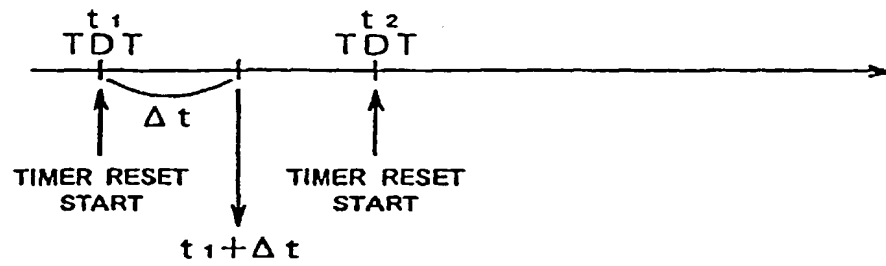 t1 t2
TDT TDT
Δt
TIMER RESET TIMER RESET
START START
t1+Δt